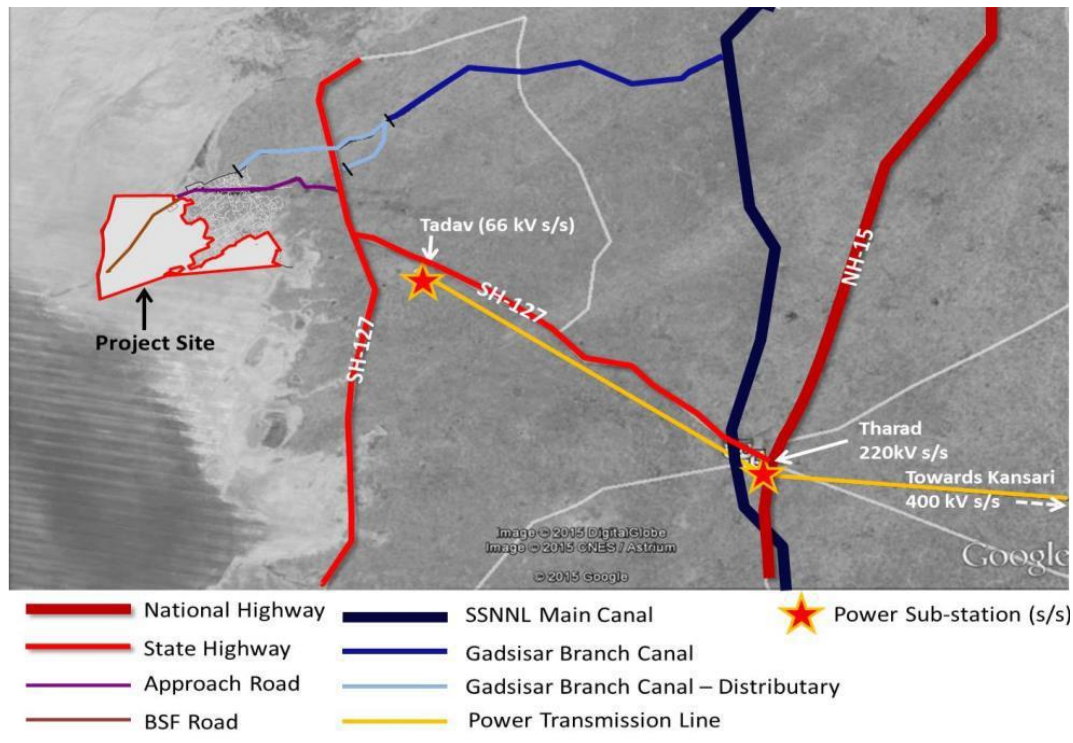 NH-15
Tadav (66 kV s/s)
SH-127
Project Site
SH-127
Tharad
220kV s/s
Towards Kansari
400 kV s/s
Image © 2015 DigitalGlobe
Image © 2015 CNES / Astrium
© 2015 Google
Google
National Highway
State Highway
Approach Road
BSF Road
SSNNL Main Canal
Gadsisar Branch Canal
Gadsisar Branch Canal – Distributary
Power Transmission Line
Power Sub-station (s/s)